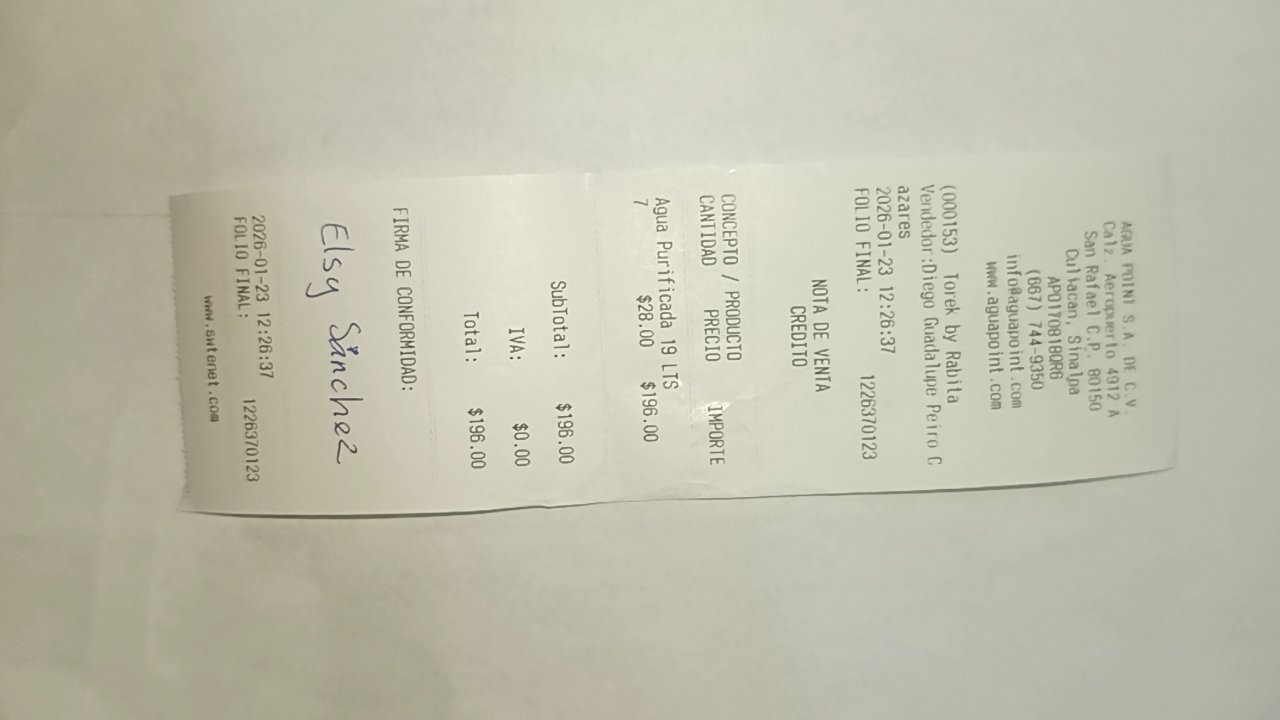 AGUA POINT S.A. DE C.V.
Calz. Aeropuerto 4912 A
San Rafael C.P. 80150
Culiacan, Sinalpa
APO170818QR6
(667) 744-9350
info@aguapoint.com
www.aguapoint.com
(000153) Torek by Rabita
Vendedor:Diego Guadalupe Peiro C
azares
2026-01-23 12:26:37
FOLIO FINAL: 1226370123
NOTA DE VENTA
CREDITO
CONCEPTO / PRODUCTO
CANTIDAD PRECIO IMPORTE
Agua Purificada 19 LTS
7 $28.00 $196.00
SubTotal: $196.00
IVA: $0.00
Total: $196.00
FIRMA DE CONFORMIDAD:
Elsy Sánchez
2026-01-23 12:26:37
FOLIO FINAL: 1226370123
www.swtenet.com